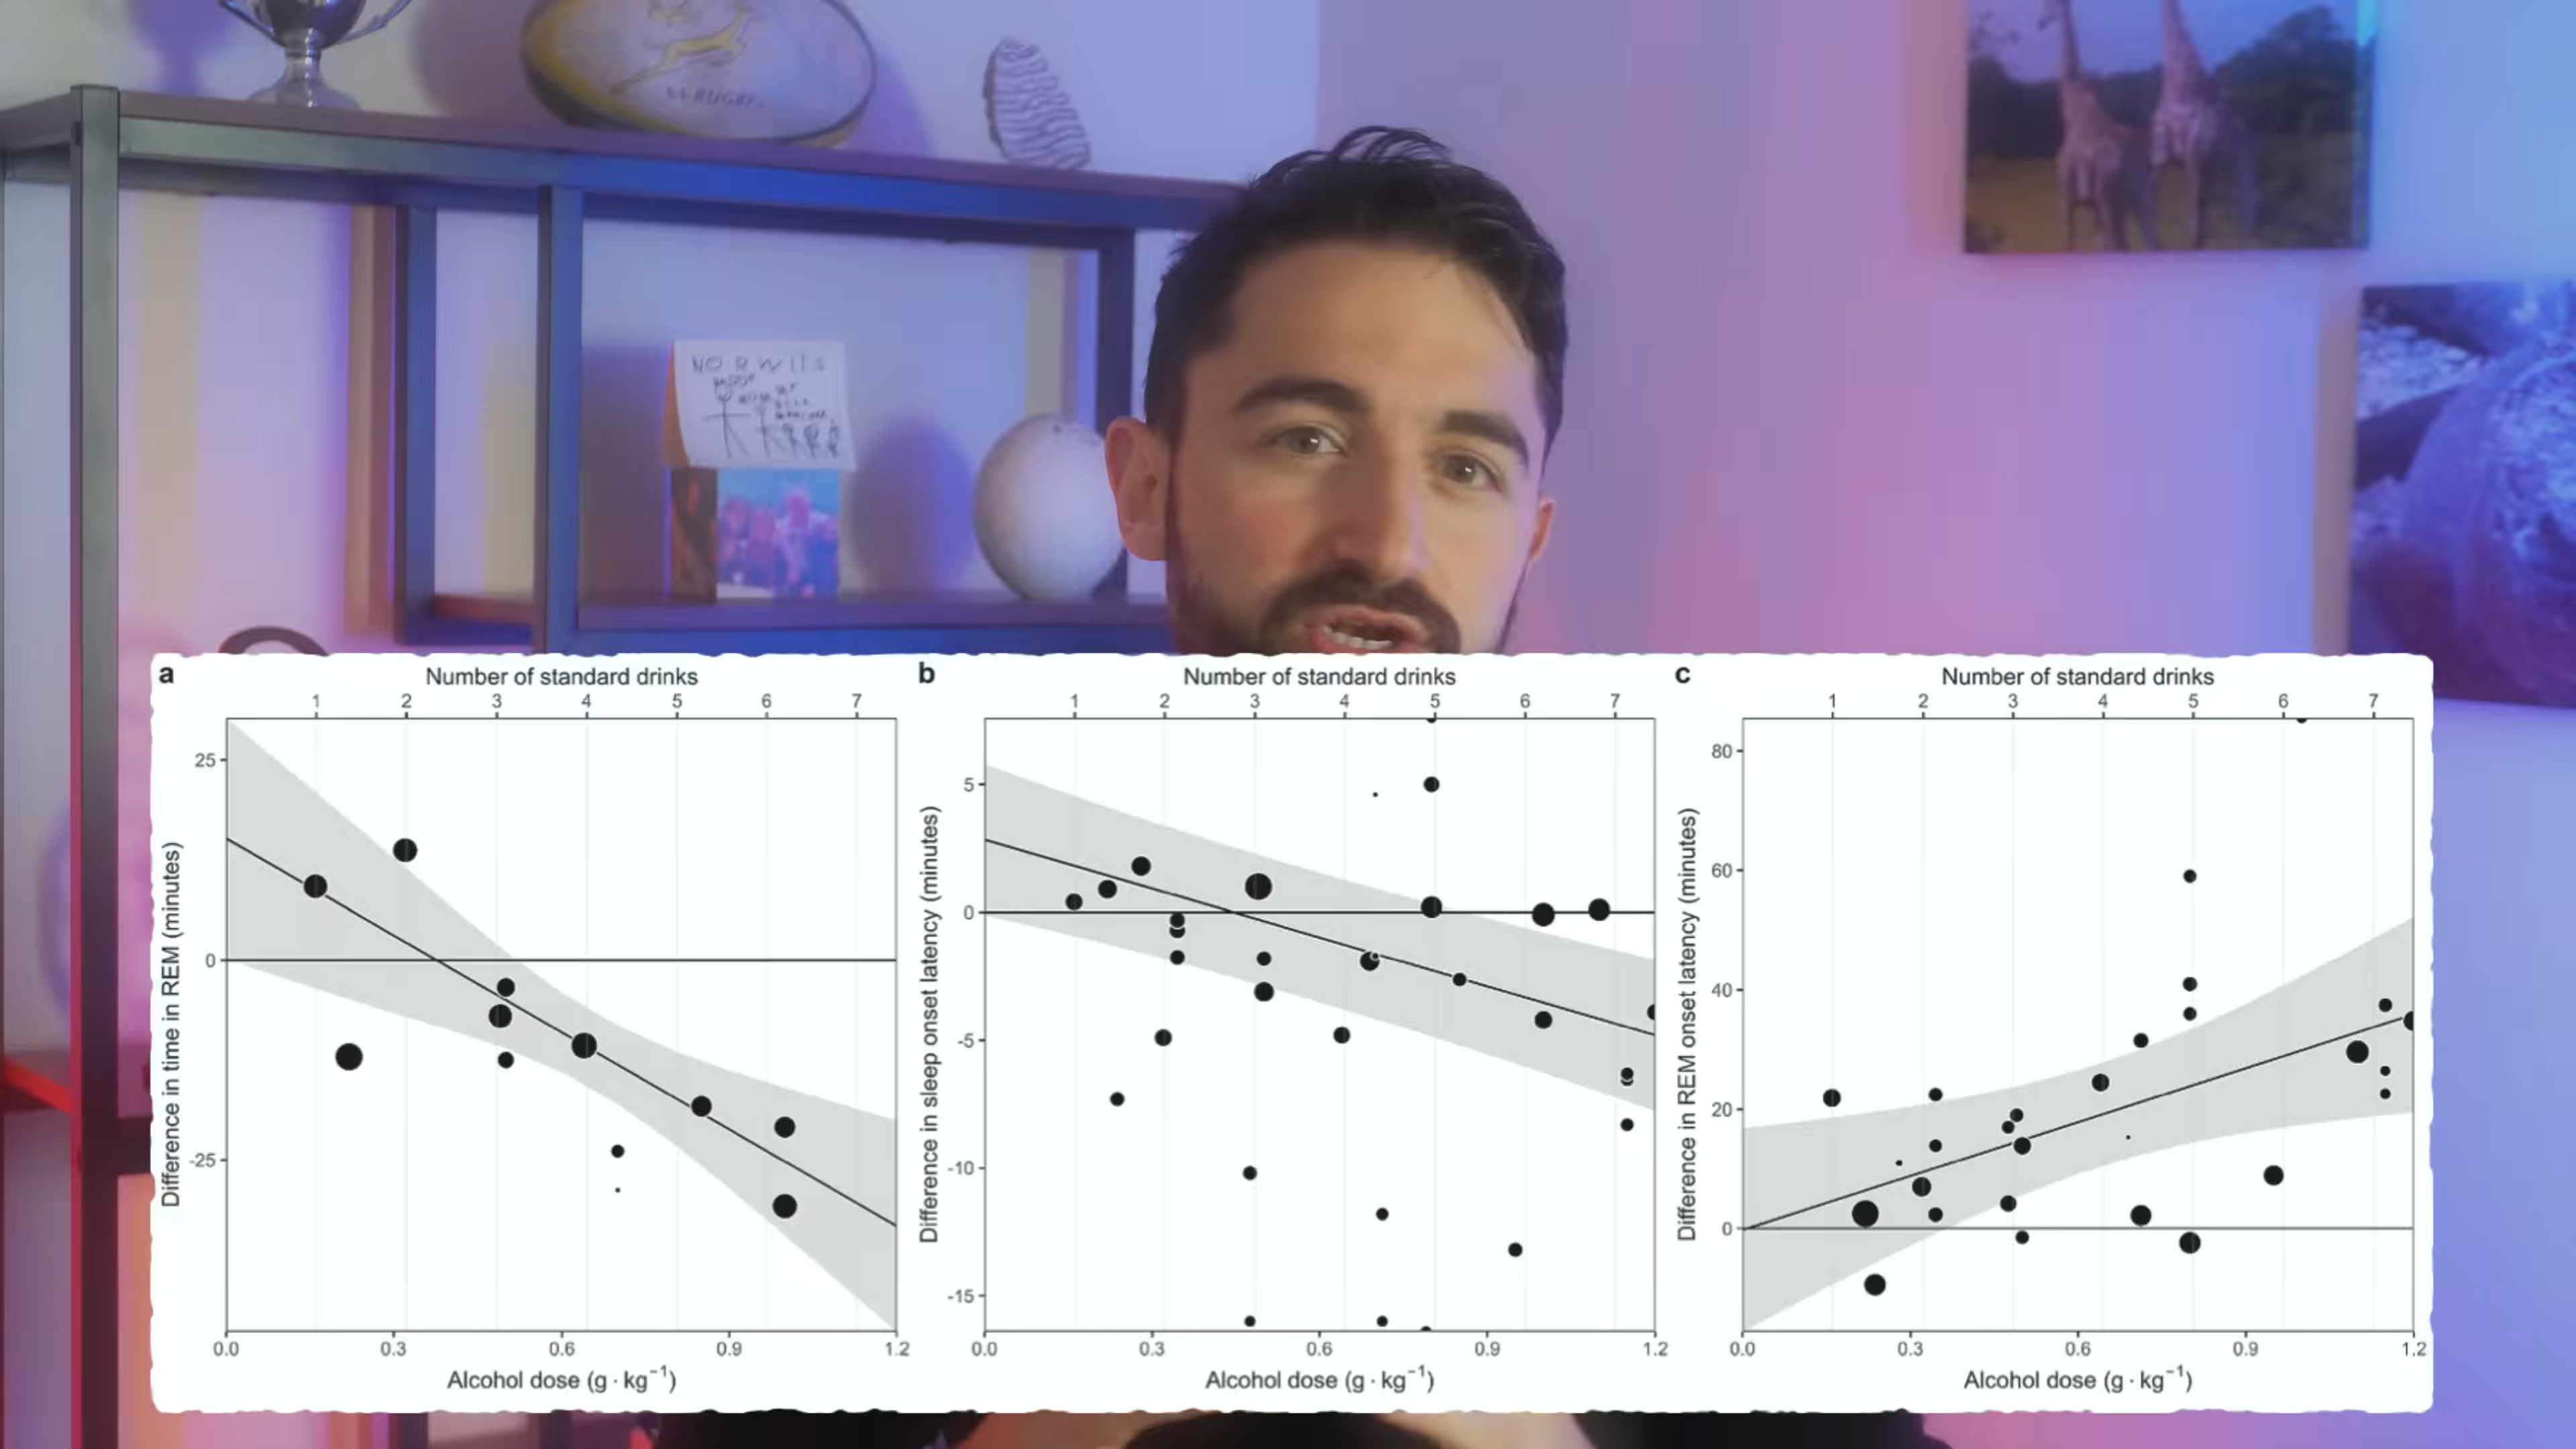 SA RUGBY
NORWITS
a
Number of standard drinks
1 2 3 4 5 6 7
Difference in time in REM (minutes)
25
0
-25
0.0 0.3 0.6 0.9 1.2
Alcohol dose (g · kg⁻¹)
b
Number of standard drinks
1 2 3 4 5 6 7
Difference in sleep onset latency (minutes)
5
0
-5
-10
-15
0.0 0.3 0.6 0.9 1.2
Alcohol dose (g · kg⁻¹)
c
Number of standard drinks
1 2 3 4 5 6 7
Difference in REM onset latency (minutes)
80
60
40
20
0
0.0 0.3 0.6 0.9 1.2
Alcohol dose (g · kg⁻¹)